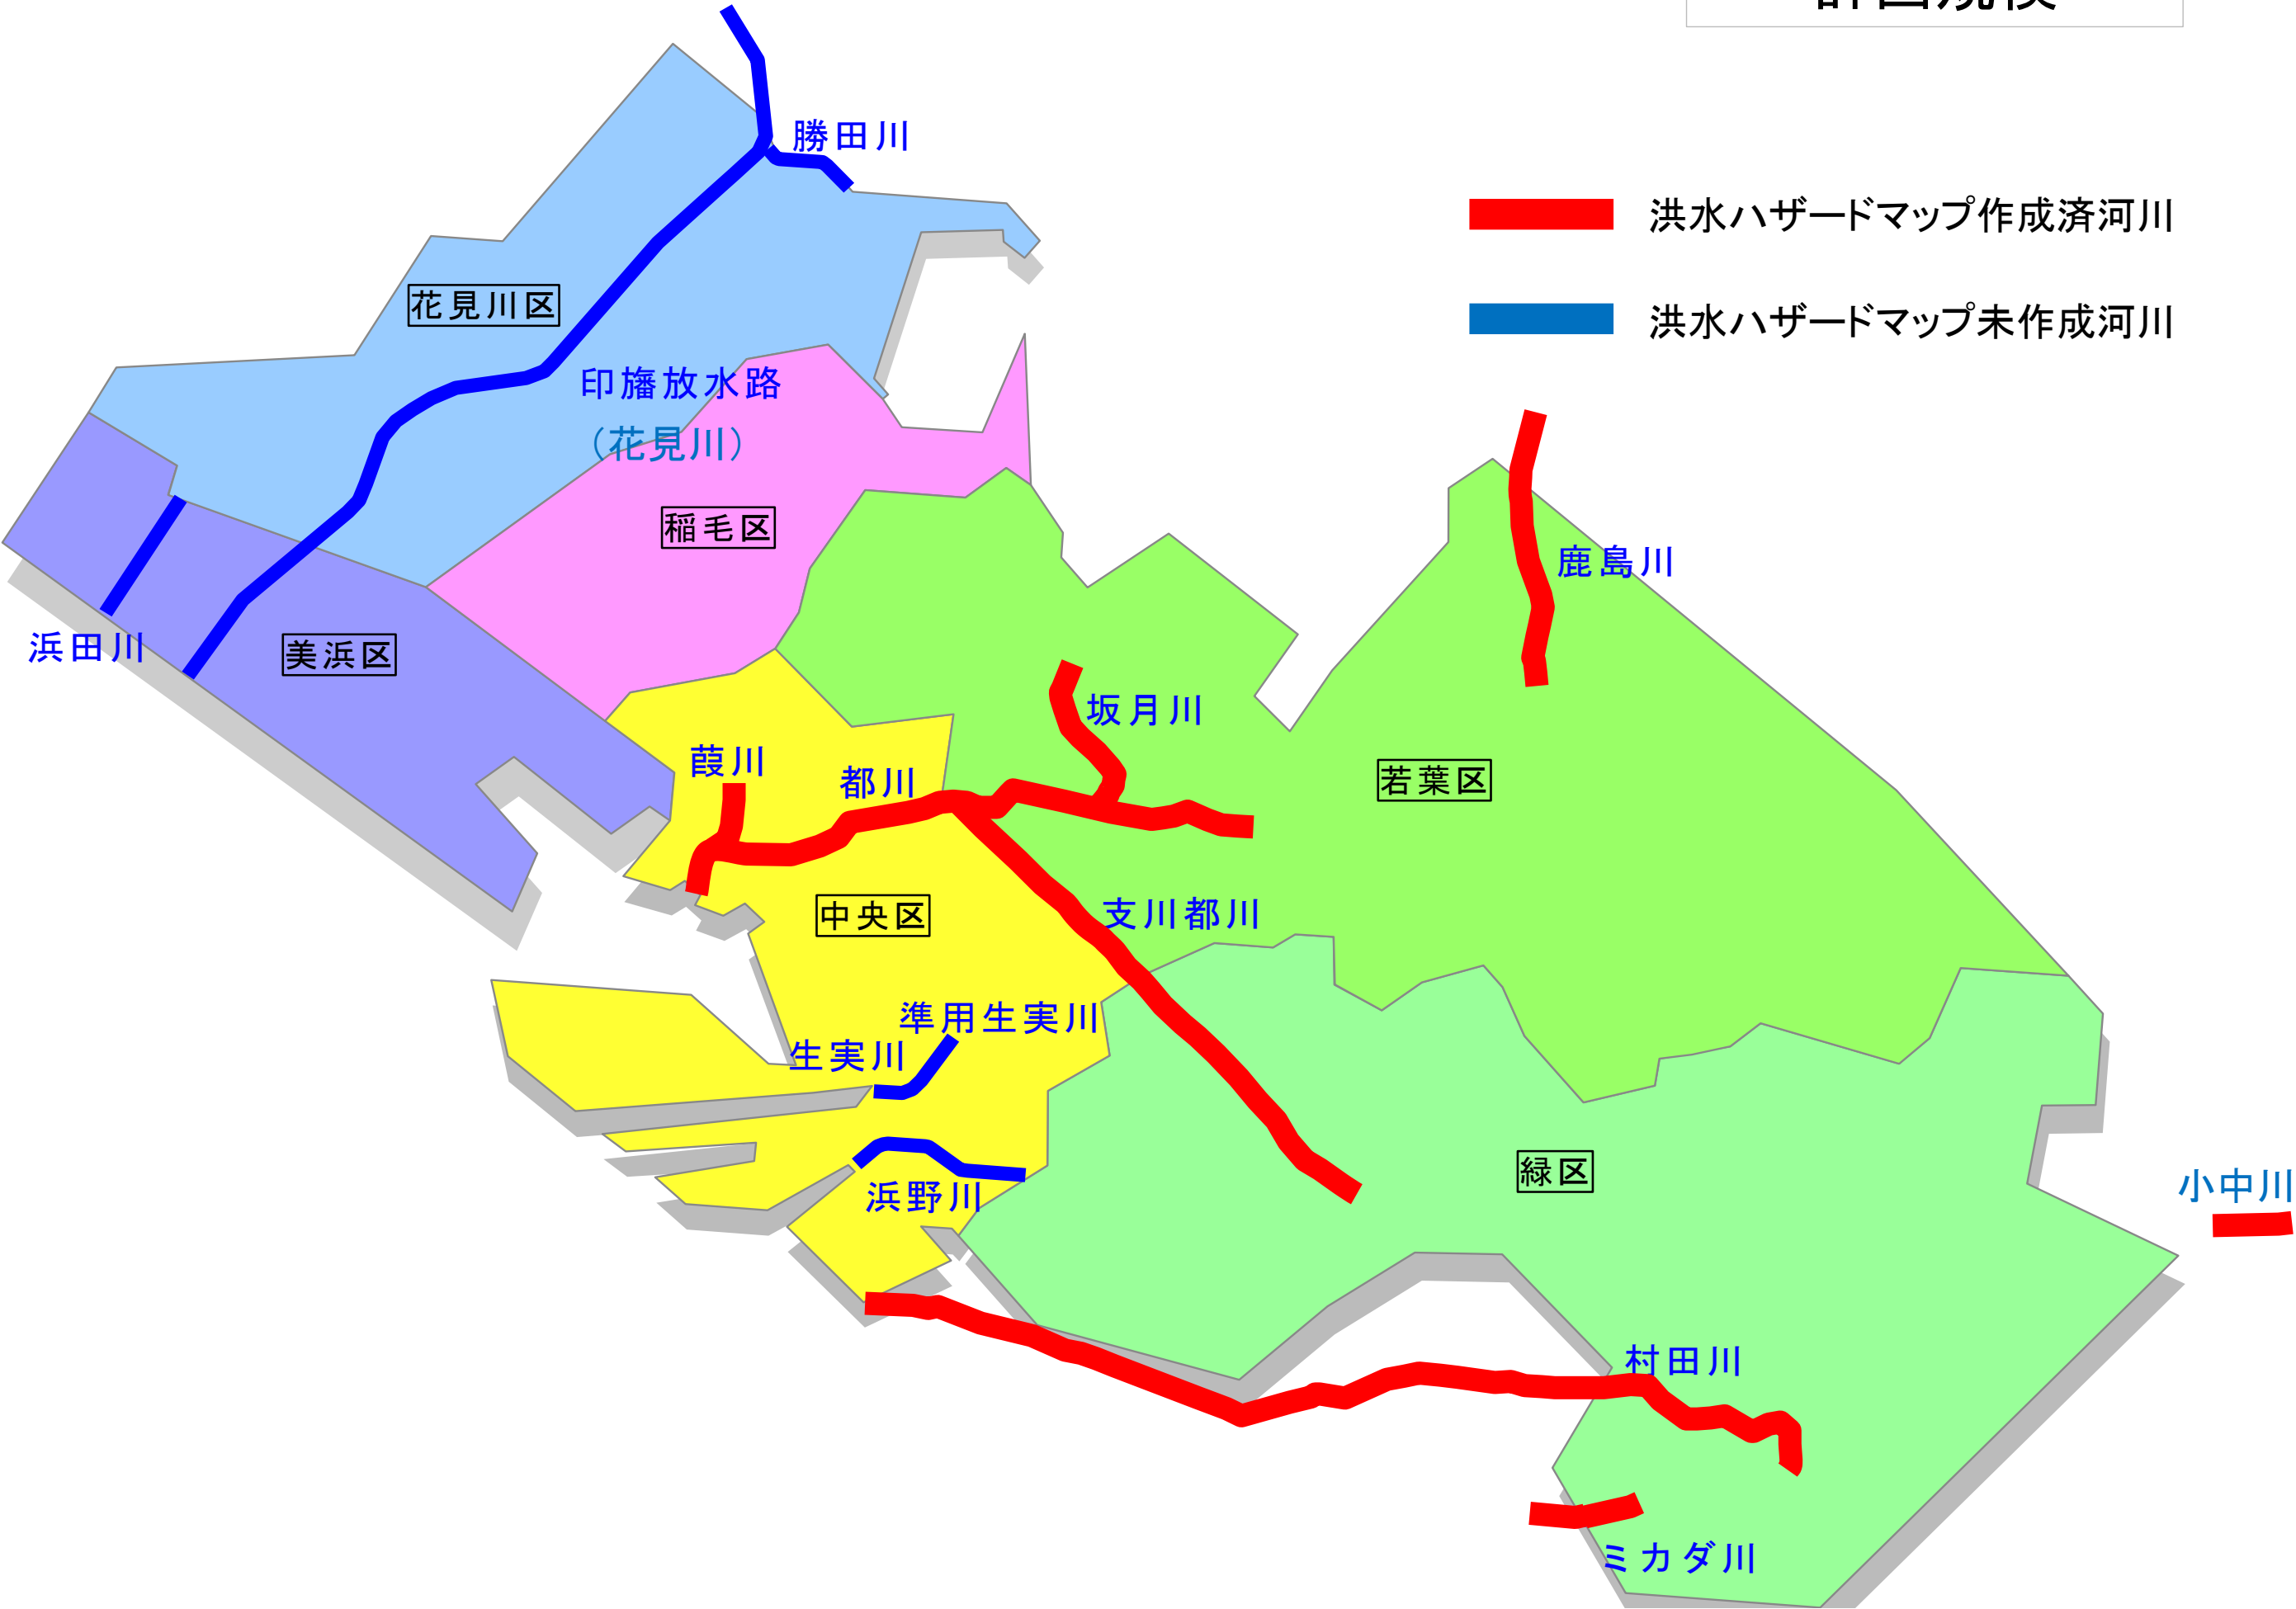 計画規模
勝田川
洪水ハザードマップ作成済河川
洪水ハザードマップ未作成河川
花見川区
印旛放水路
（花見川）
稲毛区
鹿島川
浜田川
美浜区
坂月川
葭川
都川
若葉区
中央区
支川都川
準用生実川
生実川
緑区
浜野川
小中川
村田川
ミカダ川